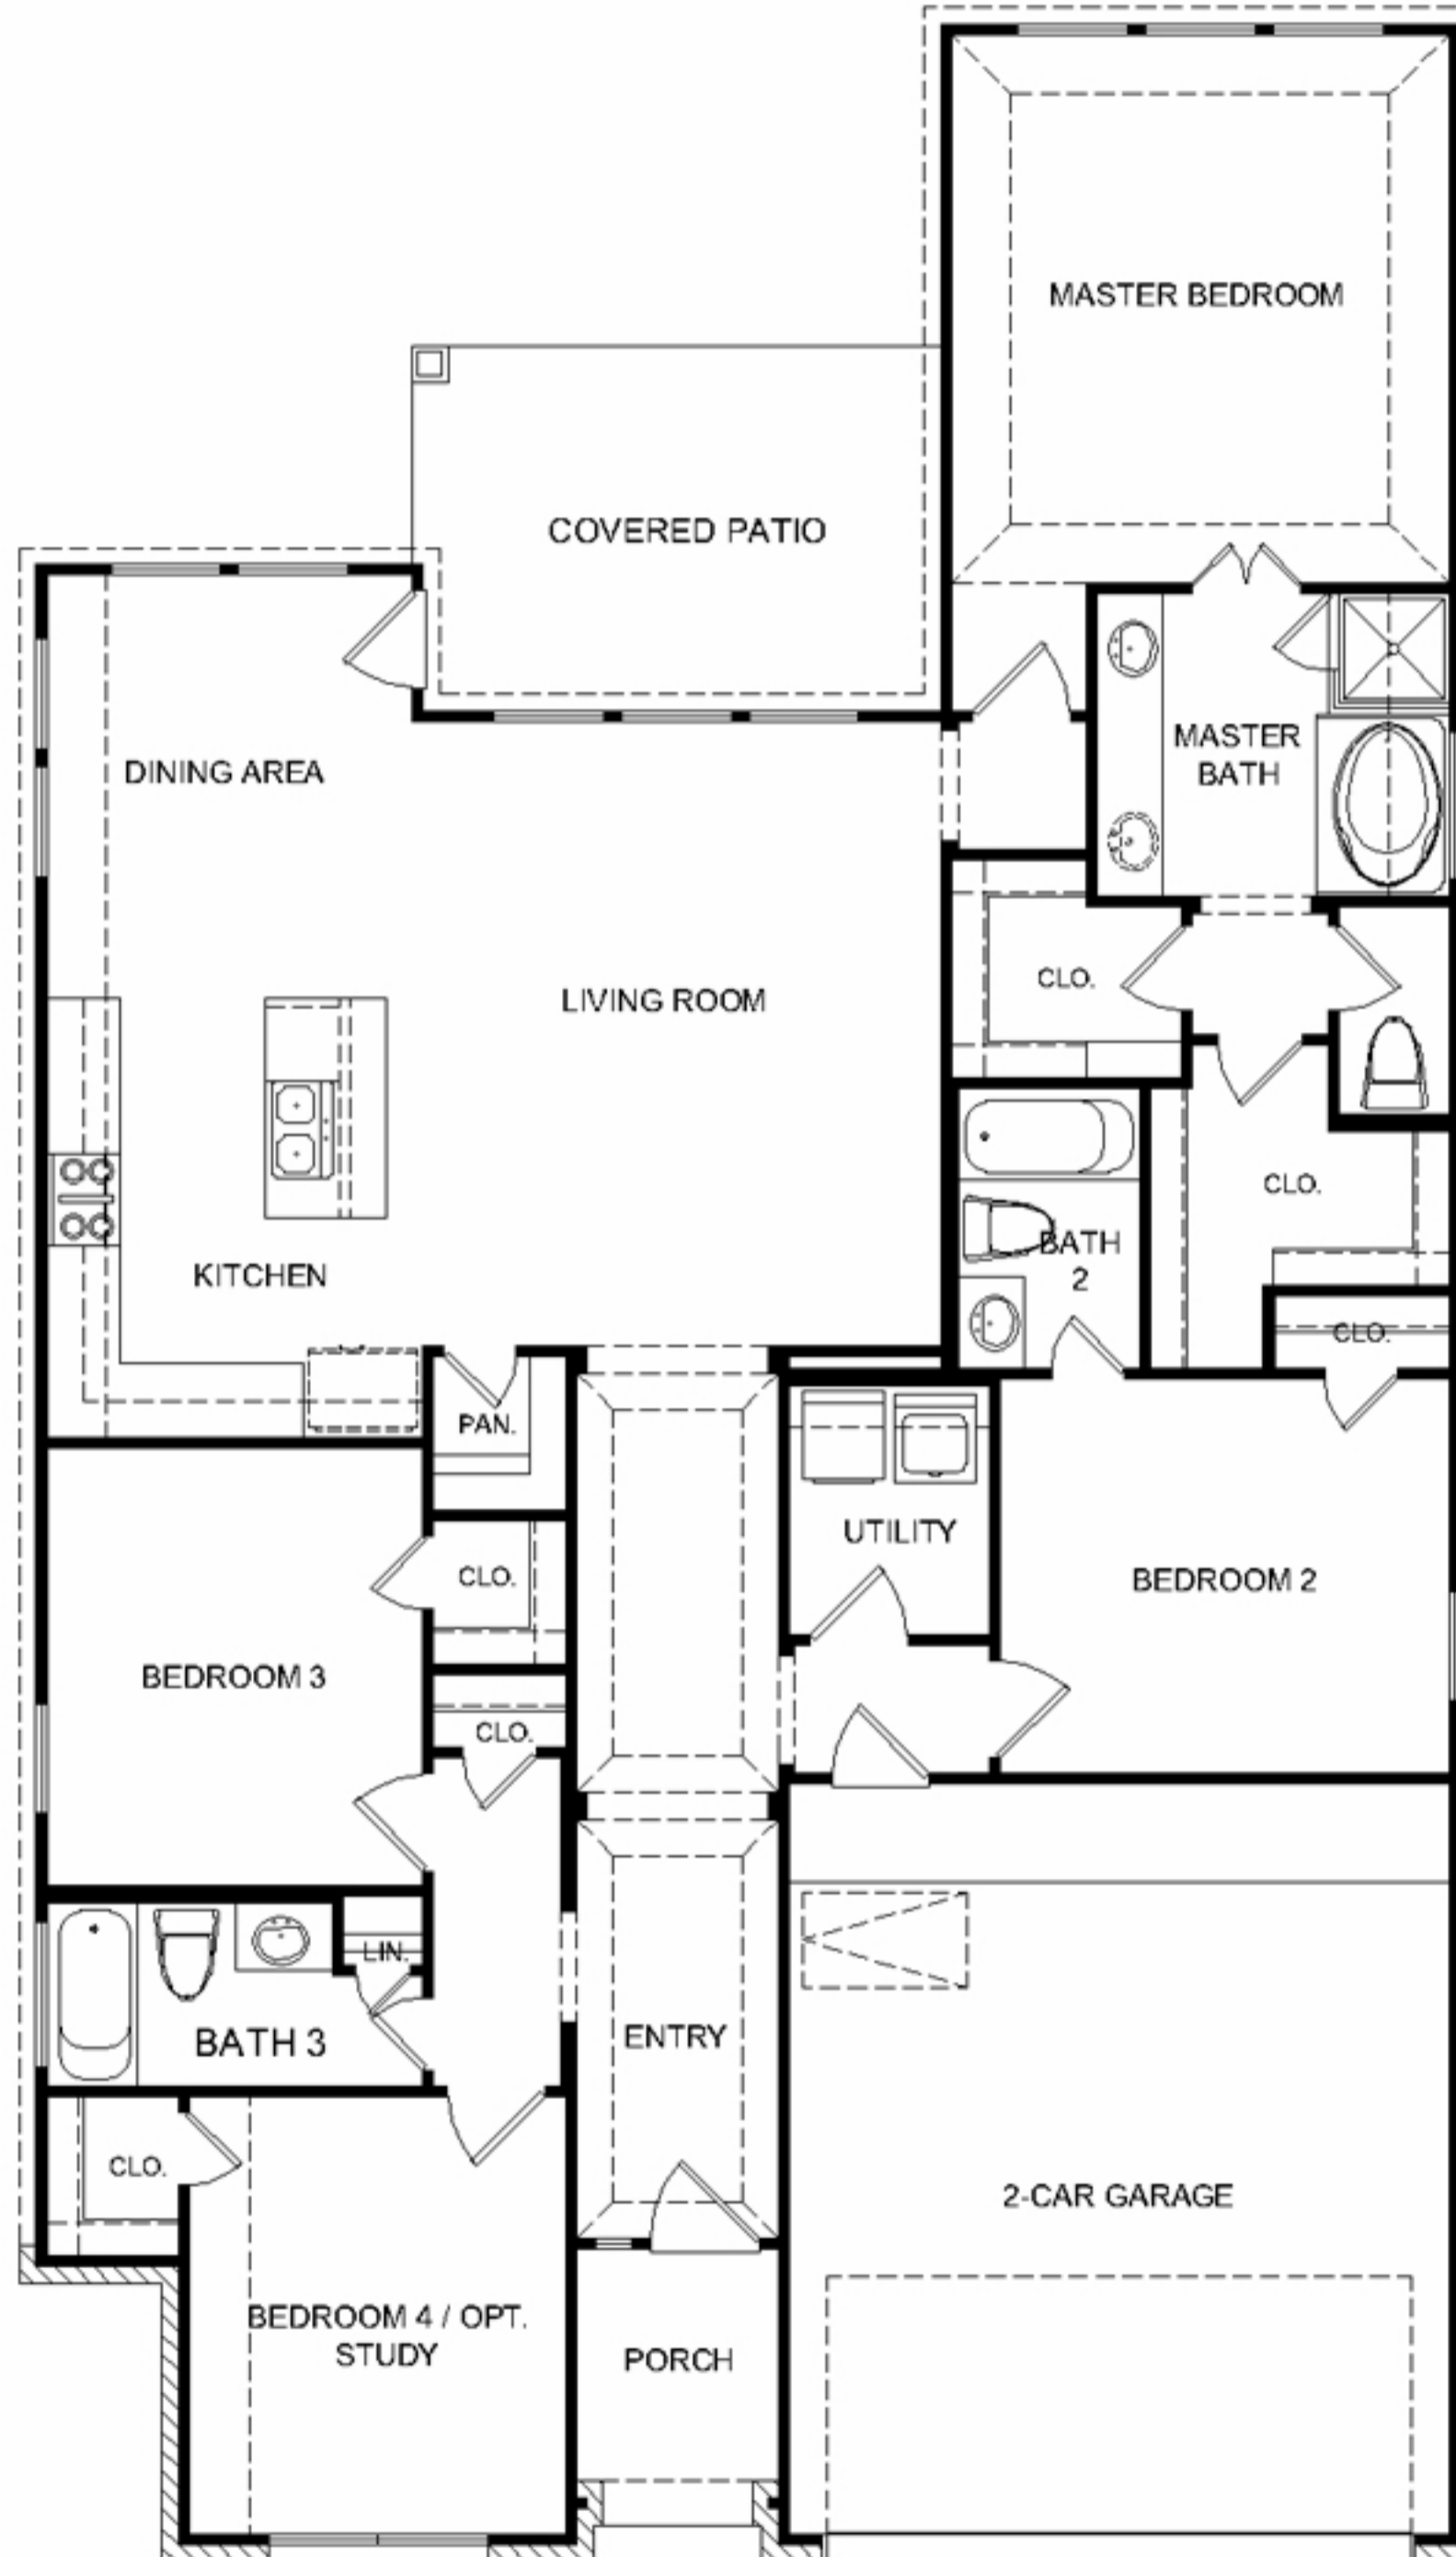 MASTER BEDROOM
COVERED PATIO
MASTER
BATH
DINING AREA
CLO.
LIVING ROOM
CLO.
BATH
2
KITCHEN
CLO.
PAN.
UTILITY
CLO.
BEDROOM 2
BEDROOM 3
CLO.
LIN.
BATH 3
ENTRY
CLO.
2-CAR GARAGE
BEDROOM 4 / OPT.
STUDY
PORCH